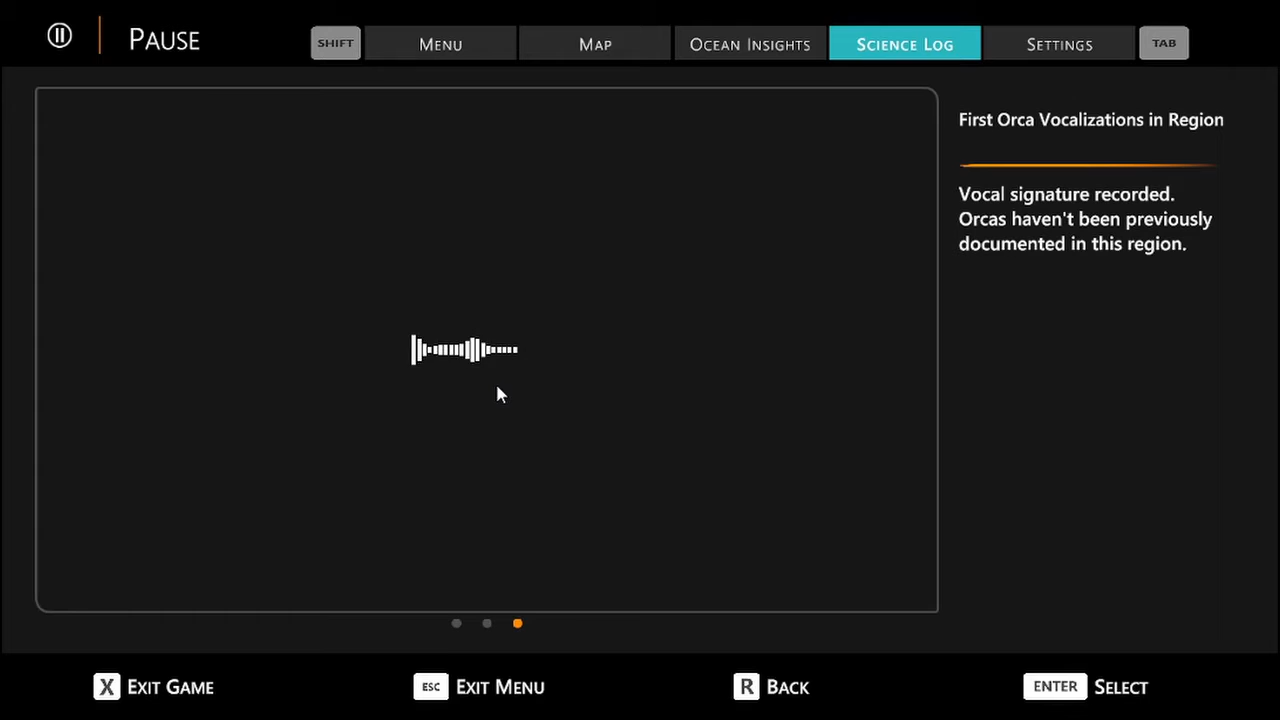 PAUSE
SHIFT
MENU
MAP
OCEAN INSIGHTS
SCIENCE LOG
SETTINGS
TAB
First Orca Vocalizations in Region
Vocal signature recorded.
Orcas haven't been previously
documented in this region.
X EXIT GAME
ESC EXIT MENU
R BACK
ENTER SELECT